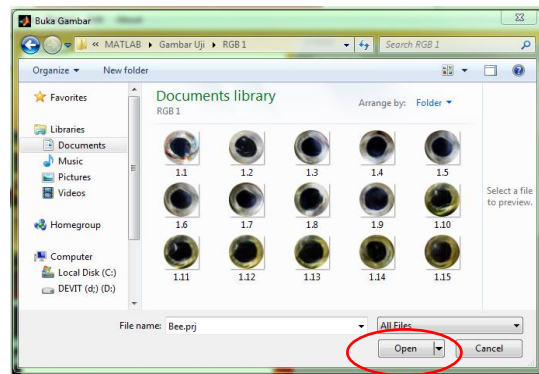 Buka Gambar
« MATLAB ▸ Gambar Uji ▸ RGB 1
Search RGB 1
Organize
New folder
Favorites
Libraries
Documents
Music
Pictures
Videos
Homegroup
Computer
Local Disk (C:)
DEVIT (d;) (D:)
Documents library
RGB 1
Arrange by: Folder
1.1 1.2 1.3 1.4 1.5
1.6 1.7 1.8 1.9 1.10
1.11 1.12 1.13 1.14 1.15
Select a file
to preview.
File name: Bee.prj
All Files
Open
Cancel